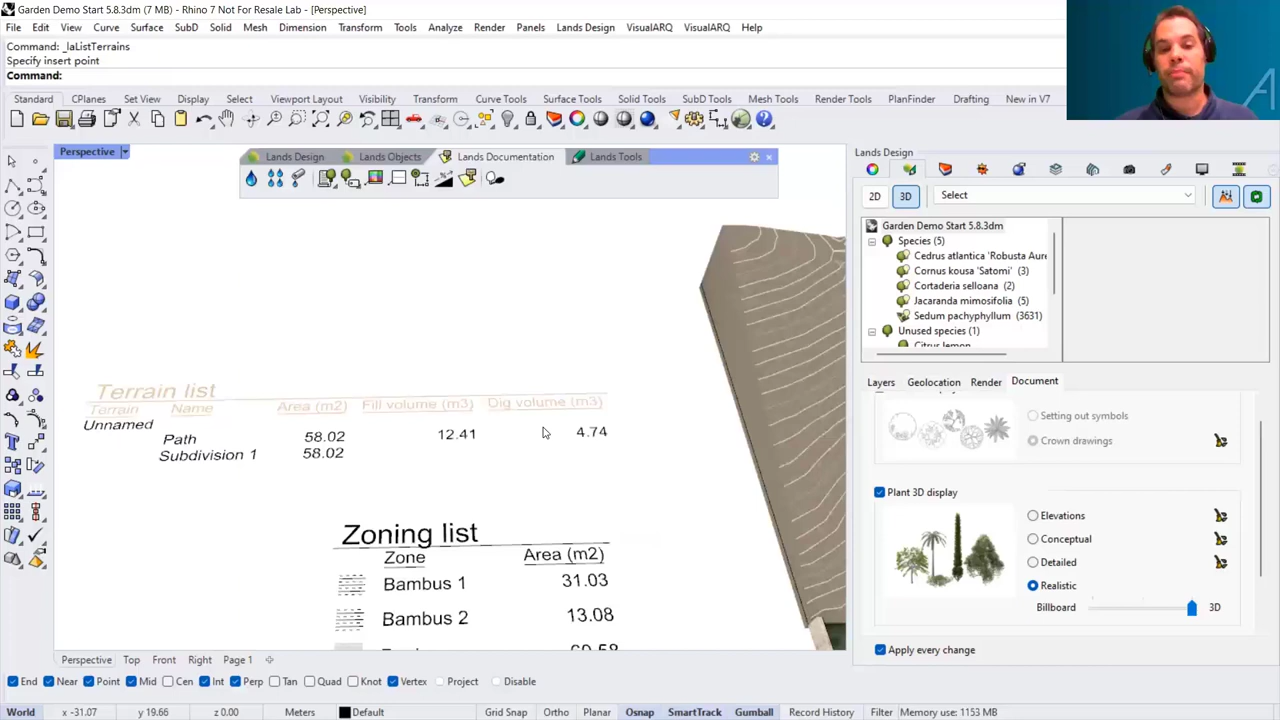 Garden Demo Start 5.8.3dm (7 MB) - Rhino 7 Not For Resale Lab - [Perspective]
File Edit View Curve Surface SubD Solid Mesh Dimension Transform Tools Analyze Render Panels Lands Design VisualARQ VisualARQ Help
Command: _laListTerrains
Specify insert point
Command:
Standard CPlanes Set View Display Select Viewport Layout Visibility Transform Curve Tools Surface Tools Solid Tools SubD Tools Mesh Tools Render Tools PlanFinder Drafting New in V7
Perspective
Lands Design Lands Objects Lands Documentation Lands Tools
Lands Design
2D 3D Select
Garden Demo Start 5.8.3dm
Species (5)
Cedrus atlantica 'Robusta Aure
Cornus kousa 'Satomi' (3)
Cortaderia selloana (2)
Jacaranda mimosifolia (5)
Sedum pachyphyllum (3631)
Unused species (1)
Citrus lemon
Layers Geolocation Render Document
Setting out symbols
Crown drawings
Plant 3D display
Elevations
Conceptual
Detailed
Realistic
Billboard 3D
Apply every change
Terrain list
Terrain Name Area (m2) Fill volume (m3) Dig volume (m3)
Unnamed
Path 58.02 12.41 4.74
Subdivision 1 58.02
Zoning list
Zone Area (m2)
Bambus 1 31.03
Bambus 2 13.08
Perspective Top Front Right Page 1
End Near Point Mid Cen Int Perp Tan Quad Knot Vertex Project Disable
World x -31.07 y 19.66 z 0.00 Meters Default Grid Snap Ortho Planar Osnap SmartTrack Gumball Record History Filter Memory use: 1153 MB